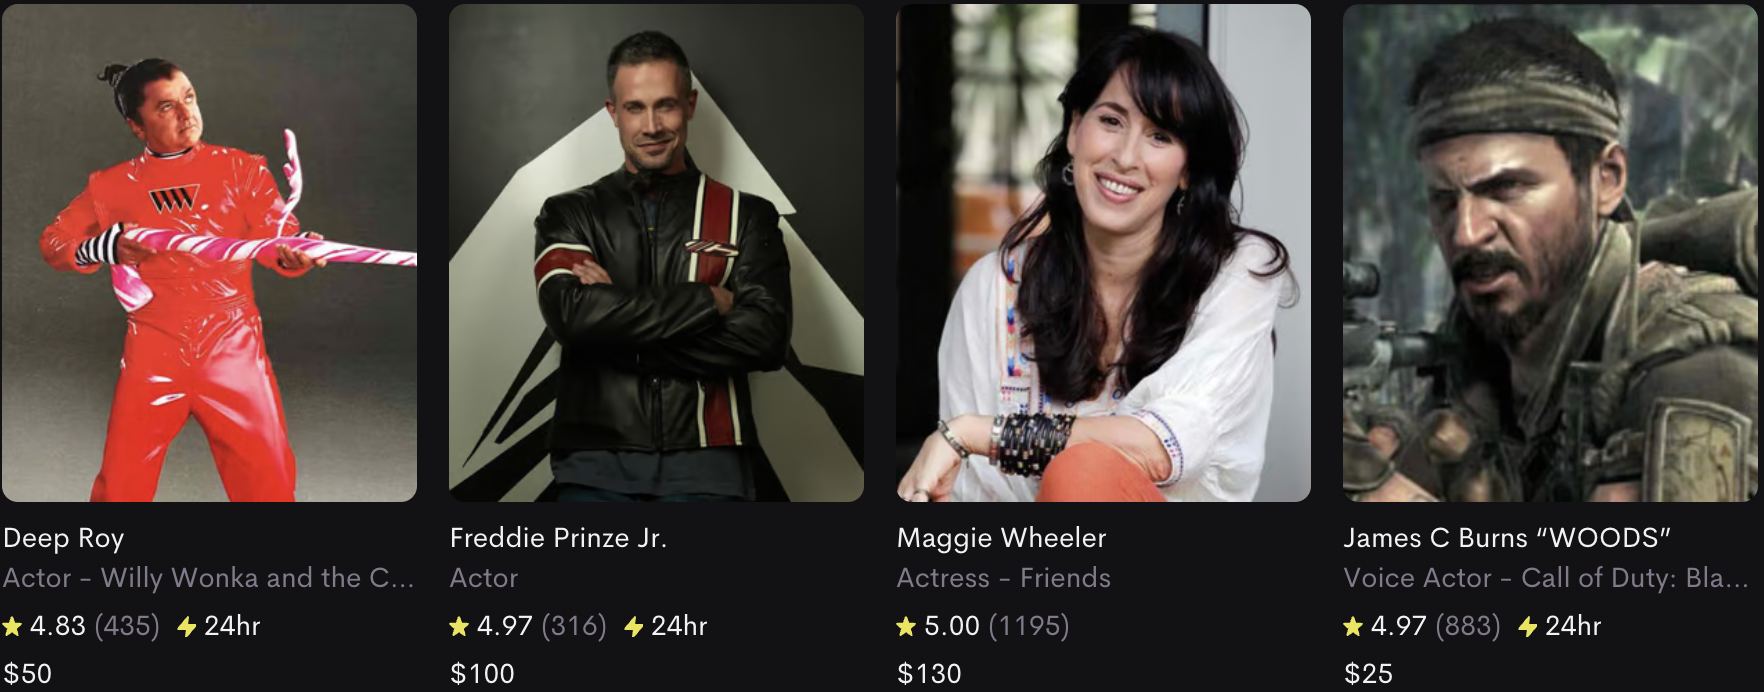 Deep Roy
Actor - Willy Wonka and the C...
4.83 (435) 24hr
$50
Freddie Prinze Jr.
Actor
4.97 (316) 24hr
$100
Maggie Wheeler
Actress - Friends
5.00 (1195)
$130
James C Burns “WOODS”
Voice Actor - Call of Duty: Bla...
4.97 (883) 24hr
$25